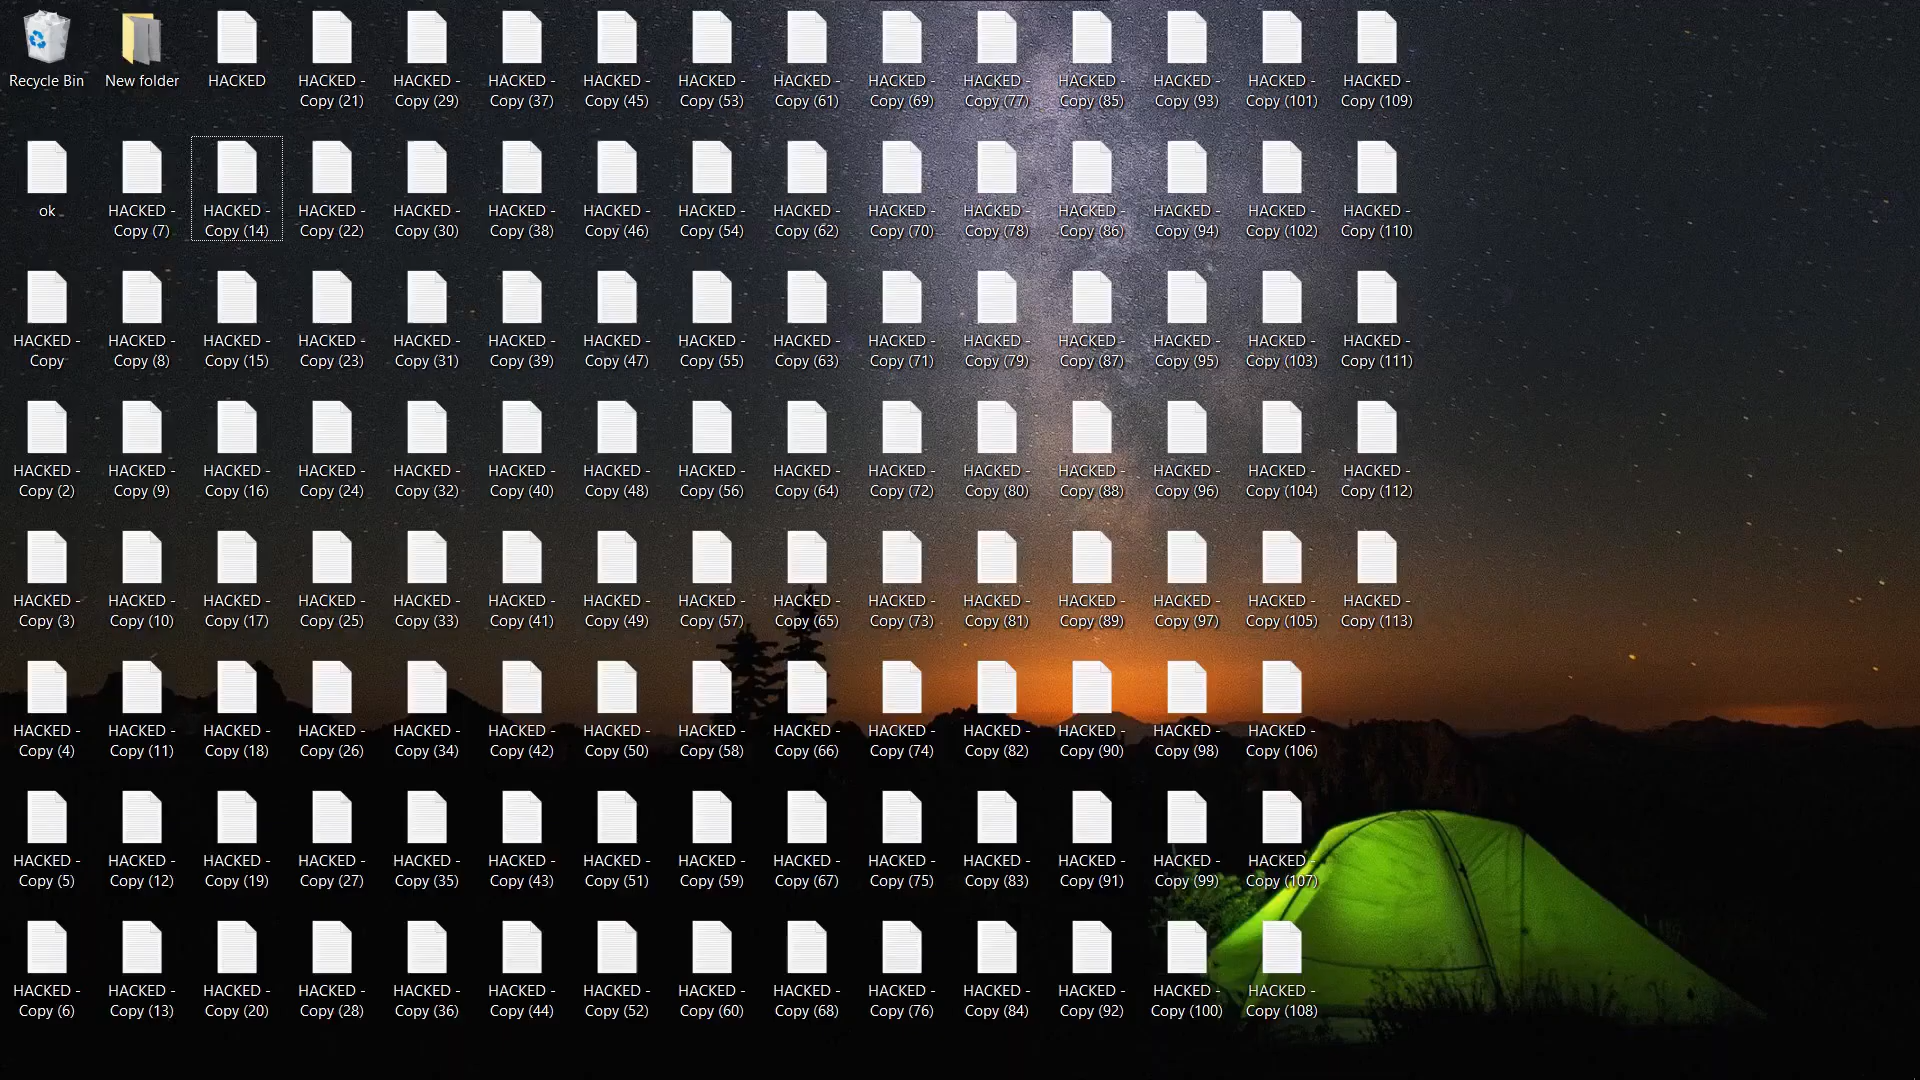 Recycle Bin
ok
HACKED -
Copy
HACKED -
Copy (2)
HACKED -
Copy (3)
HACKED -
Copy (4)
HACKED -
Copy (5)
HACKED -
Copy (6)
New folder
HACKED -
Copy (7)
HACKED -
Copy (8)
HACKED -
Copy (9)
HACKED -
Copy (10)
HACKED -
Copy (11)
HACKED -
Copy (12)
HACKED -
Copy (13)
HACKED
HACKED -
Copy (14)
HACKED -
Copy (15)
HACKED -
Copy (16)
HACKED -
Copy (17)
HACKED -
Copy (18)
HACKED -
Copy (19)
HACKED -
Copy (20)
HACKED -
Copy (21)
HACKED -
Copy (22)
HACKED -
Copy (23)
HACKED -
Copy (24)
HACKED -
Copy (25)
HACKED -
Copy (26)
HACKED -
Copy (27)
HACKED -
Copy (28)
HACKED -
Copy (29)
HACKED -
Copy (30)
HACKED -
Copy (31)
HACKED -
Copy (32)
HACKED -
Copy (33)
HACKED -
Copy (34)
HACKED -
Copy (35)
HACKED -
Copy (36)
HACKED -
Copy (37)
HACKED -
Copy (38)
HACKED -
Copy (39)
HACKED -
Copy (40)
HACKED -
Copy (41)
HACKED -
Copy (42)
HACKED -
Copy (43)
HACKED -
Copy (44)
HACKED -
Copy (45)
HACKED -
Copy (46)
HACKED -
Copy (47)
HACKED -
Copy (48)
HACKED -
Copy (49)
HACKED -
Copy (50)
HACKED -
Copy (51)
HACKED -
Copy (52)
HACKED -
Copy (53)
HACKED -
Copy (54)
HACKED -
Copy (55)
HACKED -
Copy (56)
HACKED -
Copy (57)
HACKED -
Copy (58)
HACKED -
Copy (59)
HACKED -
Copy (60)
HACKED -
Copy (61)
HACKED -
Copy (62)
HACKED -
Copy (63)
HACKED -
Copy (64)
HACKED -
Copy (65)
HACKED -
Copy (66)
HACKED -
Copy (67)
HACKED -
Copy (68)
HACKED -
Copy (69)
HACKED -
Copy (70)
HACKED -
Copy (71)
HACKED -
Copy (72)
HACKED -
Copy (73)
HACKED -
Copy (74)
HACKED -
Copy (75)
HACKED -
Copy (76)
HACKED -
Copy (77)
HACKED -
Copy (78)
HACKED -
Copy (79)
HACKED -
Copy (80)
HACKED -
Copy (81)
HACKED -
Copy (82)
HACKED -
Copy (83)
HACKED -
Copy (84)
HACKED -
Copy (85)
HACKED -
Copy (86)
HACKED -
Copy (87)
HACKED -
Copy (88)
HACKED -
Copy (89)
HACKED -
Copy (90)
HACKED -
Copy (91)
HACKED -
Copy (92)
HACKED -
Copy (93)
HACKED -
Copy (94)
HACKED -
Copy (95)
HACKED -
Copy (96)
HACKED -
Copy (97)
HACKED -
Copy (98)
HACKED -
Copy (99)
HACKED -
Copy (100)
HACKED -
Copy (101)
HACKED -
Copy (102)
HACKED -
Copy (103)
HACKED -
Copy (104)
HACKED -
Copy (105)
HACKED -
Copy (106)
HACKED -
Copy (107)
HACKED -
Copy (108)
HACKED -
Copy (109)
HACKED -
Copy (110)
HACKED -
Copy (111)
HACKED -
Copy (112)
HACKED -
Copy (113)